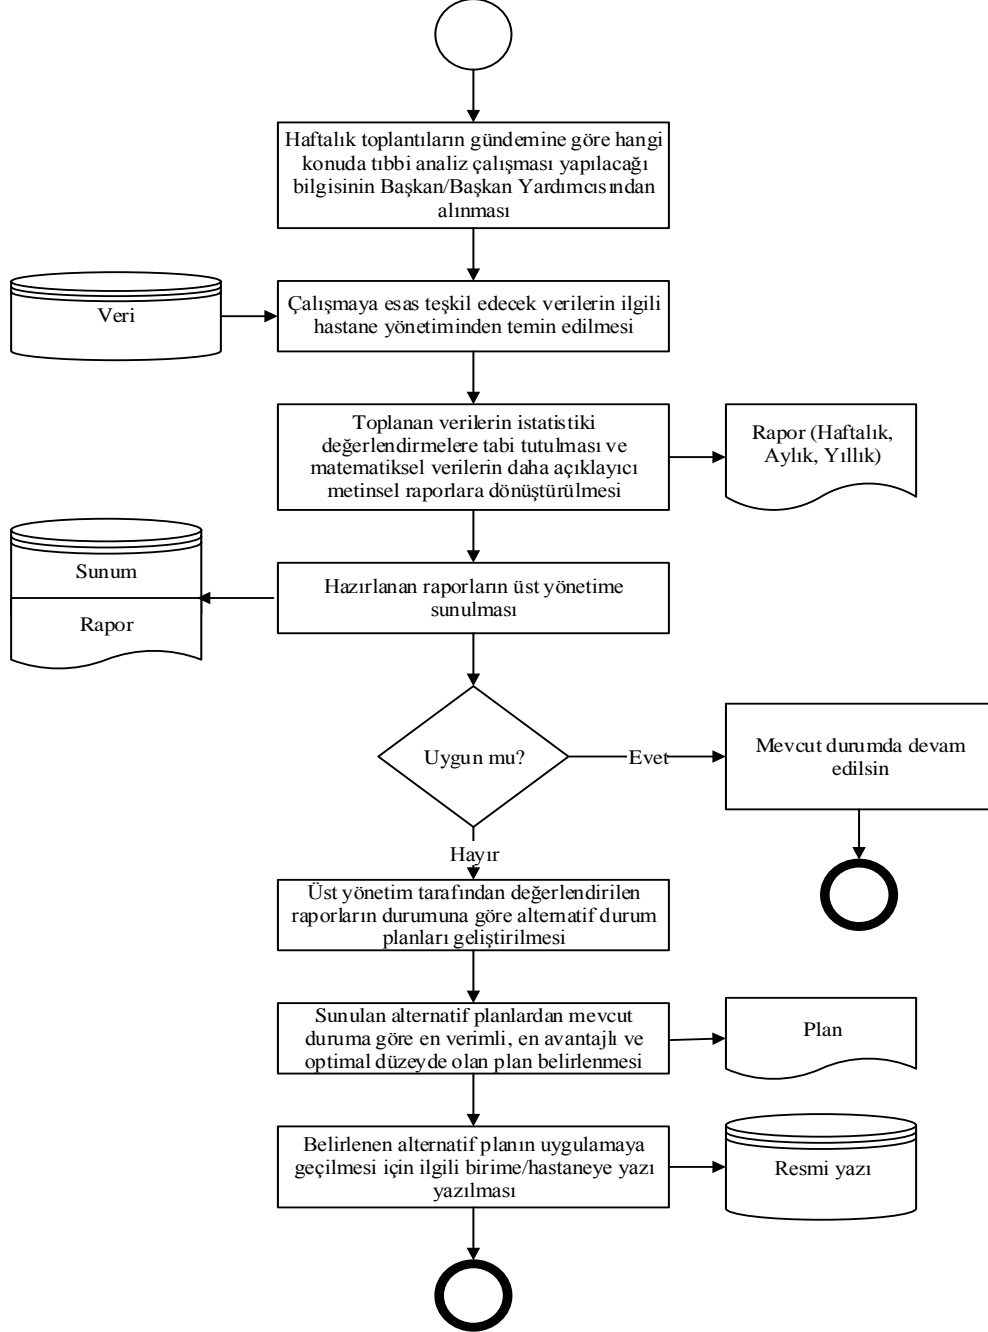 Haftalık toplantıların gündemine göre hangi
konuda tıbbi analiz çalışması yapılacağı
bilgisinin Başkan/Başkan Yardımcısından
alınması
Veri
Çalışmaya esas teşkil edecek verilerin ilgili
hastane yönetiminden temin edilmesi
Toplanan verilerin istatistiki
değerlendirmelere tabi tutulması ve
matematiksel verilerin daha açıklayıcı
metinsel raporlara dönüştürülmesi
Rapor (Haftalık,
Aylık, Yıllık)
Sunum
Rapor
Hazırlanan raporların üst yönetime
sunulması
Uygun mu?
Evet
Mevcut durumda devam
edilsin
Hayır
Üst yönetim tarafından değerlendirilen
raporların durumuna göre alternatif durum
planları geliştirilmesi
Sunulan alternatif planlardan mevcut
duruma göre en verimli, en avantajlı ve
optimal düzeyde olan plan belirlenmesi
Plan
Belirlenen alternatif planın uygulamaya
geçilmesi için ilgili birime/hastaneye yazı
yazılması
Resmi yazı